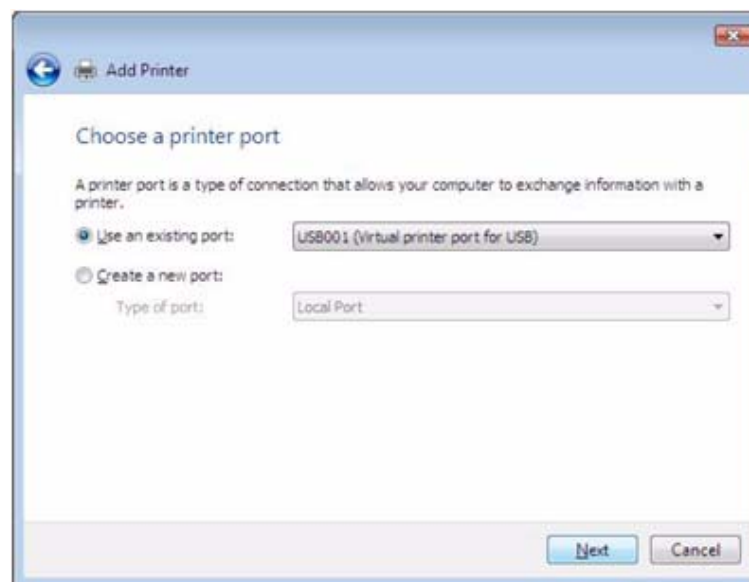 Add Printer
Choose a printer port
A printer port is a type of connection that allows your computer to exchange information with a
printer.
Use an existing port: USB001 (Virtual printer port for USB)
Create a new port:
Type of port: Local Port
Next Cancel